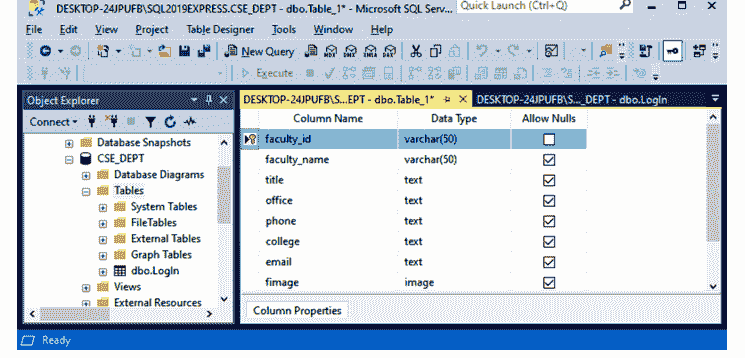 DESKTOP-24JPUFB\SQL2019EXPRESS.CSE_DEPT - dbo.Table_1* - Microsoft SQL Serv...
Quick Launch (Ctrl+Q)
File Edit View Project Table Designer Tools Window Help
New Query
Execute
Object Explorer
Connect
Database Snapshots
CSE_DEPT
Database Diagrams
Tables
System Tables
FileTables
External Tables
Graph Tables
dbo.LogIn
Views
External Resources
DESKTOP-24JPUFB\S...EPT - dbo.Table_1*
DESKTOP-24JPUFB\S..._DEPT - dbo.LogIn
Column Name Data Type Allow Nulls
faculty_id varchar(50)
faculty_name varchar(50)
title text
office text
phone text
college text
email text
fimage image
Column Properties
Ready